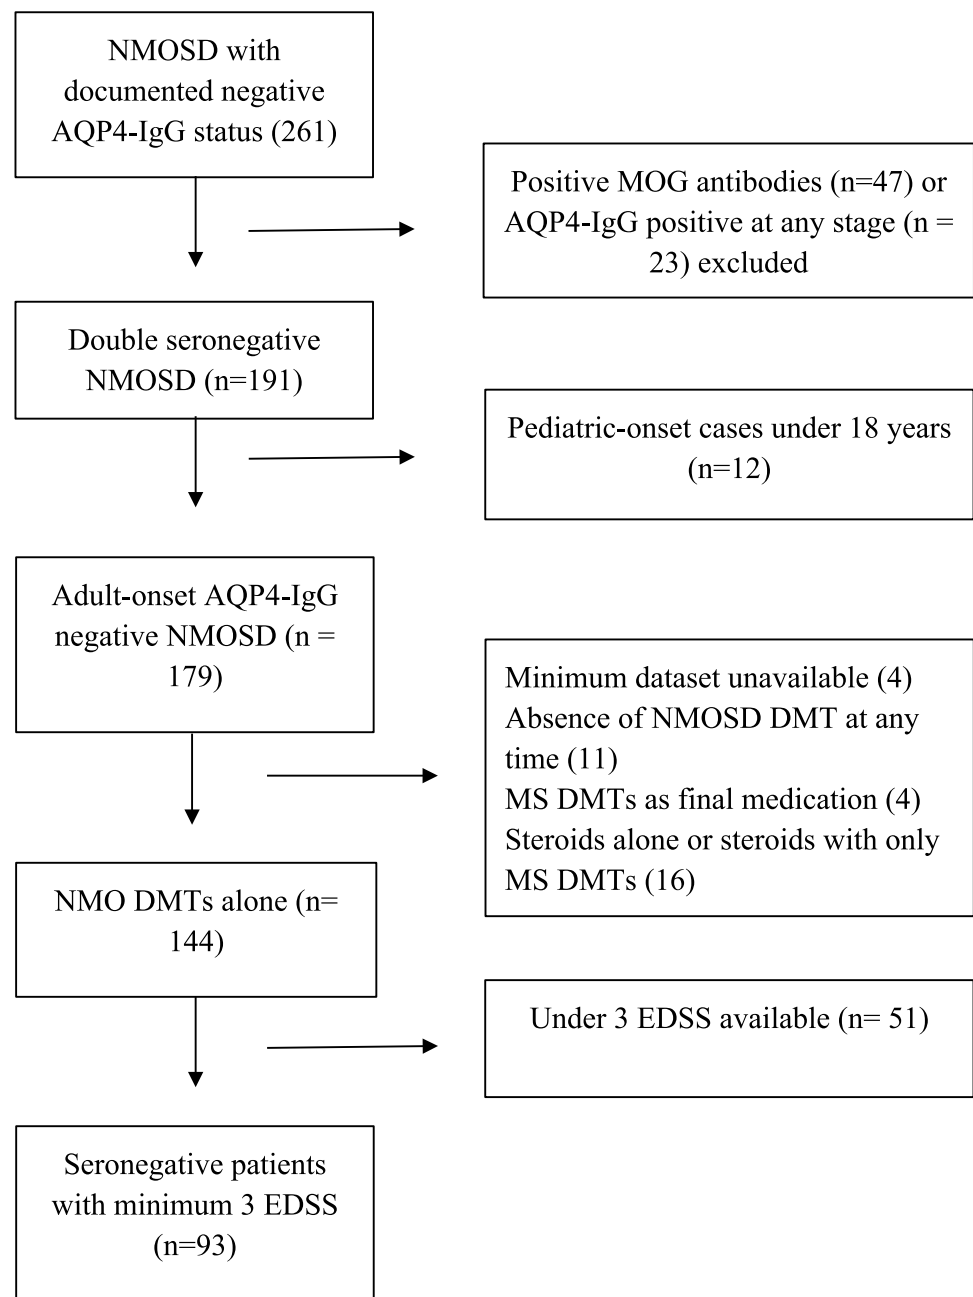 NMOSD with
documented negative
AQP4-IgG status (261)
Positive MOG antibodies (n=47) or
AQP4-IgG positive at any stage (n =
23) excluded
Double seronegative
NMOSD (n=191)
Pediatric-onset cases under 18 years
(n=12)
Adult-onset AQP4-IgG
negative NMOSD (n =
179)
Minimum dataset unavailable (4)
Absence of NMOSD DMT at any
time (11)
MS DMTs as final medication (4)
Steroids alone or steroids with only
MS DMTs (16)
NMO DMTs alone (n=
144)
Under 3 EDSS available (n= 51)
Seronegative patients
with minimum 3 EDSS
(n=93)